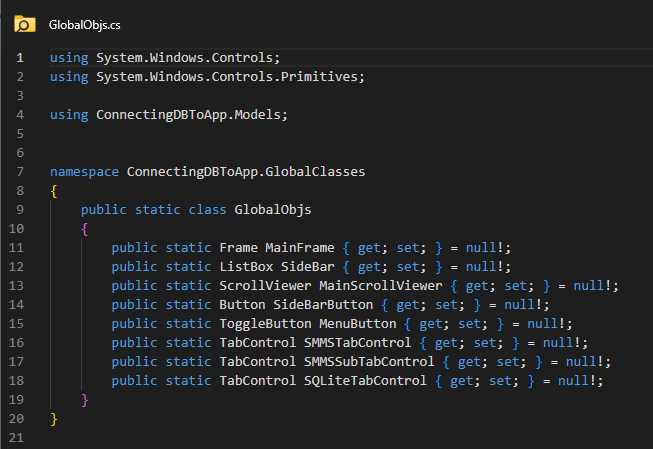 GlobalObjs.cs
1 using System.Windows.Controls;
2 using System.Windows.Controls.Primitives;
3
4 using ConnectingDBToApp.Models;
5
6
7 namespace ConnectingDBToApp.GlobalClasses
8 {
9     public static class GlobalObjs
10     {
11         public static Frame MainFrame { get; set; } = null!;
12         public static ListBox SideBar { get; set; } = null!;
13         public static ScrollViewer MainScrollViewer { get; set; } = null!;
14         public static Button SideBarButton { get; set; } = null!;
15         public static ToggleButton MenuButton { get; set; } = null!;
16         public static TabControl SMMSTabControl { get; set; } = null!;
17         public static TabControl SMMSSubTabControl { get; set; } = null!;
18         public static TabControl SQLiteTabControl { get; set; } = null!;
19     }
20 }
21